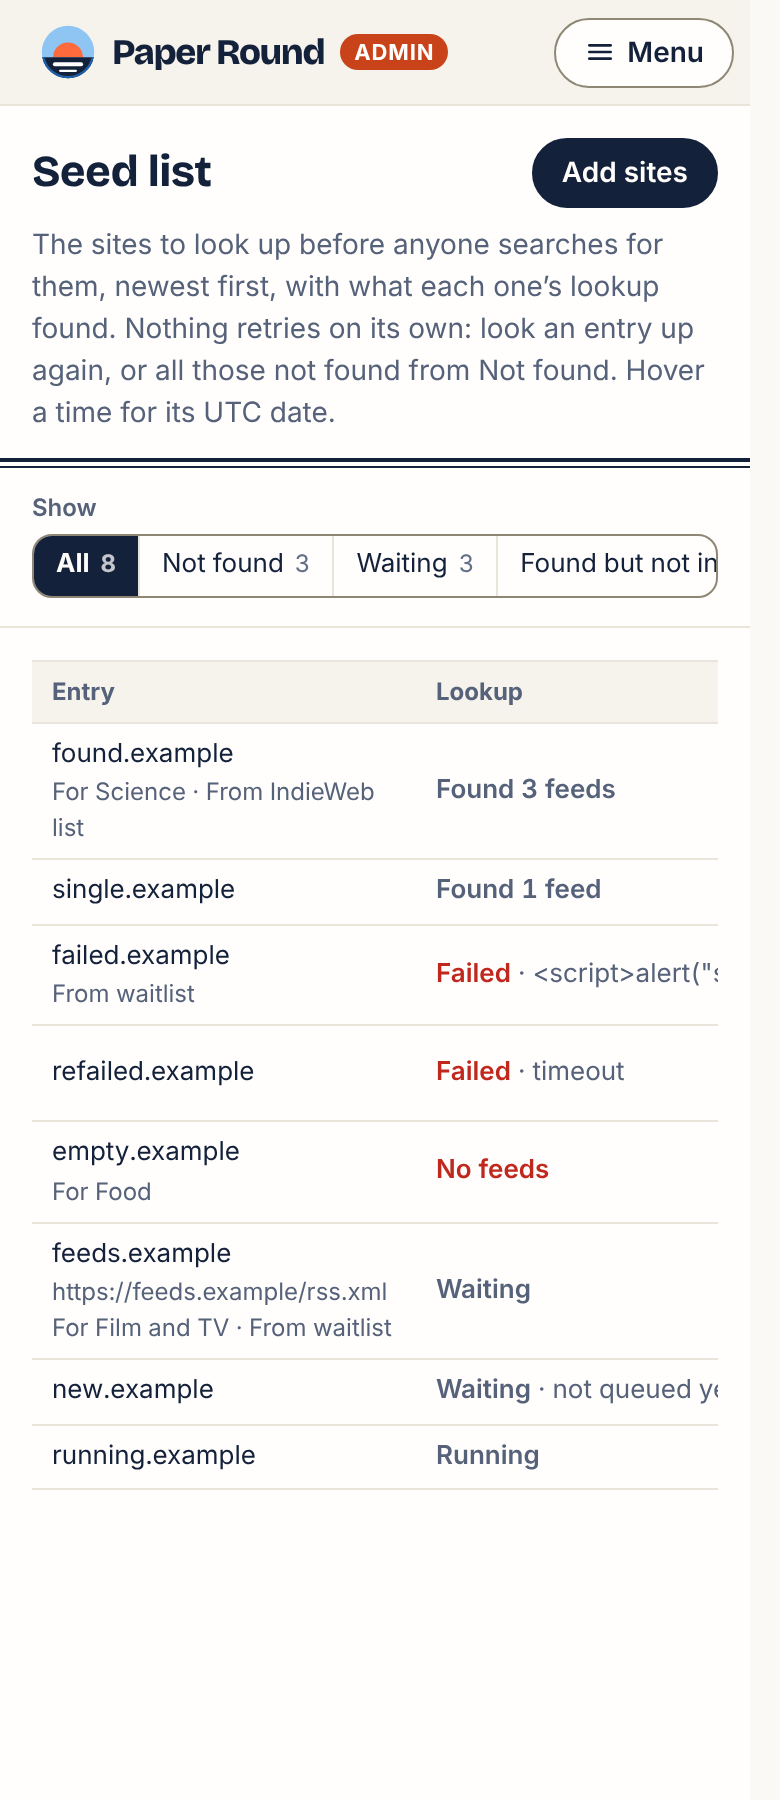 Paper Round ADMIN Menu
Seed list
Add sites
The sites to look up before anyone searches for
them, newest first, with what each one’s lookup
found. Nothing retries on its own: look an entry up
again, or all those not found from Not found. Hover
a time for its UTC date.
Show
All 8 Not found 3 Waiting 3 Found but not in
Entry Lookup
found.example
For Science · From IndieWeb
list
Found 3 feeds
single.example Found 1 feed
failed.example
From waitlist
Failed · <script>alert("s
refailed.example Failed · timeout
empty.example
For Food
No feeds
feeds.example
https://feeds.example/rss.xml
For Film and TV · From waitlist
Waiting
new.example Waiting · not queued ye
running.example Running